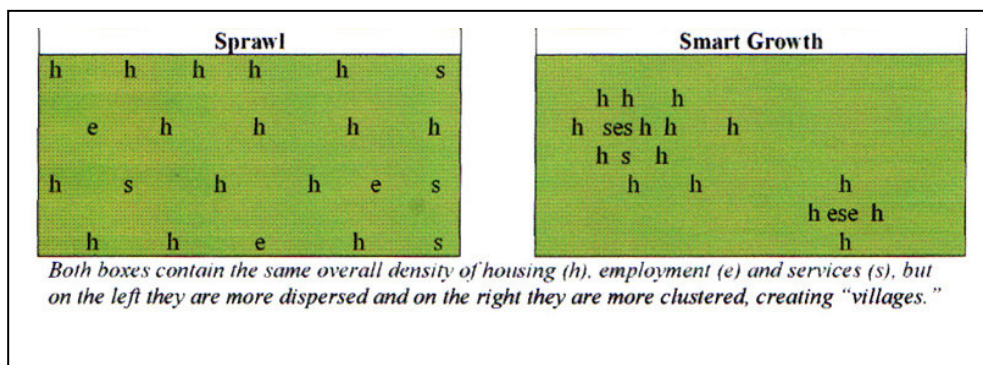 Sprawl
h h h h h s
e h h h h
h s h h e s
h h e h s
Smart Growth
h h h
h ses h h h
h s h
h h h
h ese h
h
Both boxes contain the same overall density of housing (h), employment (e) and services (s), but
on the left they are more dispersed and on the right they are more clustered, creating “villages.”